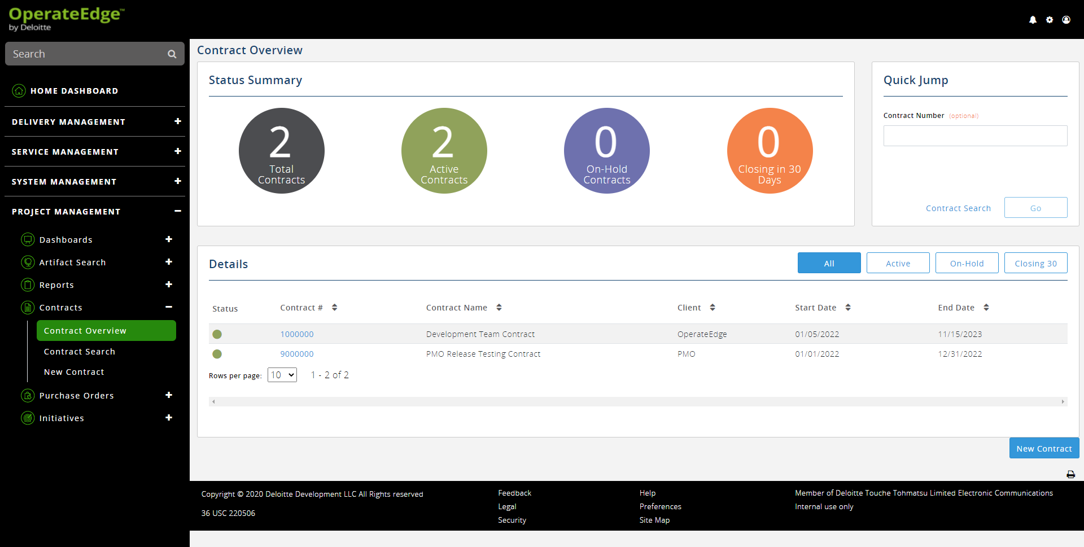 OperateEdge™
by Deloitte
Search
HOME DASHBOARD
DELIVERY MANAGEMENT +
SERVICE MANAGEMENT +
SYSTEM MANAGEMENT +
PROJECT MANAGEMENT −
Dashboards +
Artifact Search +
Reports +
Contracts −
Contract Overview
Contract Search
New Contract
Purchase Orders +
Initiatives +
Contract Overview
Status Summary
2
Total
Contracts
2
Active
Contracts
0
On-Hold
Contracts
0
Closing in 30
Days
Quick Jump
Contract Number (optional)
Contract Search Go
Details All Active On-Hold Closing 30
Status Contract # Contract Name Client Start Date End Date
1000000 Development Team Contract OperateEdge 01/05/2022 11/15/2023
9000000 PMO Release Testing Contract PMO 01/01/2022 12/31/2022
Rows per page: 10 1 - 2 of 2
New Contract
Copyright © 2020 Deloitte Development LLC All Rights reserved
36 USC 220506
Feedback
Legal
Security
Help
Preferences
Site Map
Member of Deloitte Touche Tohmatsu Limited Electronic Communications
Internal use only